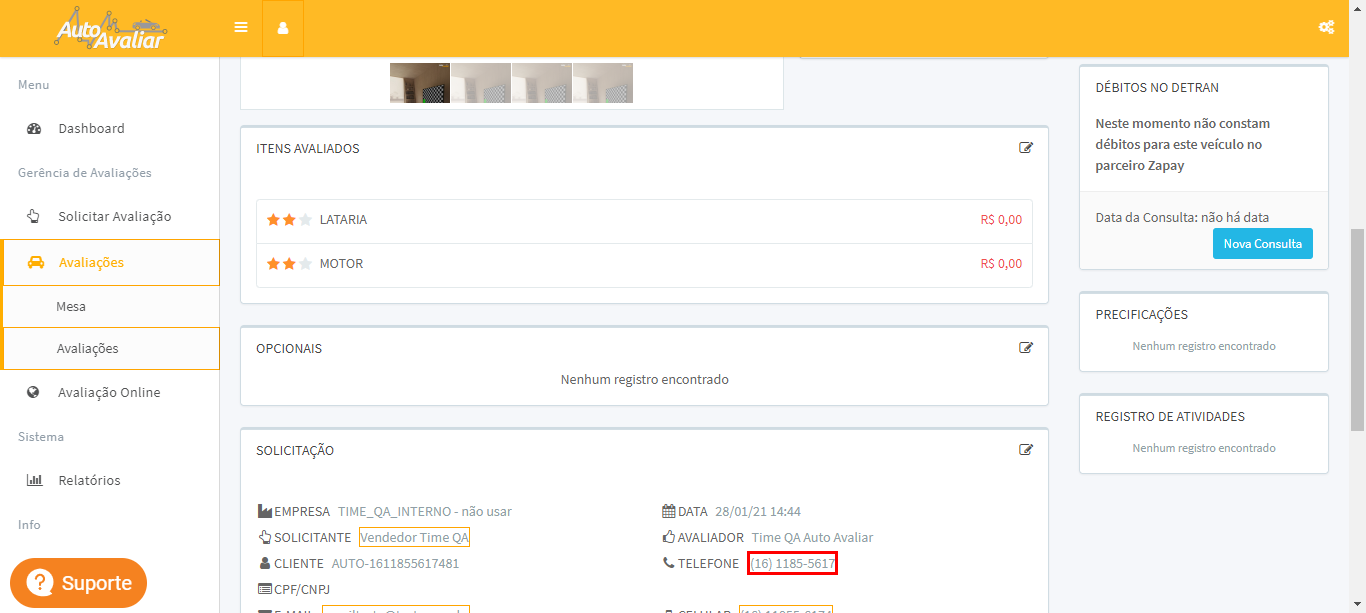 Auto Avaliar
Menu
Dashboard
Gerência de Avaliações
Solicitar Avaliação
Avaliações
Mesa
Avaliações
Avaliação Online
Sistema
Relatórios
Info
Suporte
ITENS AVALIADOS
LATARIA R$ 0,00
MOTOR R$ 0,00
OPCIONAIS
Nenhum registro encontrado
SOLICITAÇÃO
EMPRESA TIME_QA_INTERNO - não usar
DATA 28/01/21 14:44
SOLICITANTE Vendedor Time QA
AVALIADOR Time QA Auto Avaliar
CLIENTE AUTO-1611855617481
TELEFONE (16) 1185-5617
CPF/CNPJ
DÉBITOS NO DETRAN
Neste momento não constam
débitos para este veículo no
parceiro Zapay
Data da Consulta: não há data
Nova Consulta
PRECIFICAÇÕES
Nenhum registro encontrado
REGISTRO DE ATIVIDADES
Nenhum registro encontrado